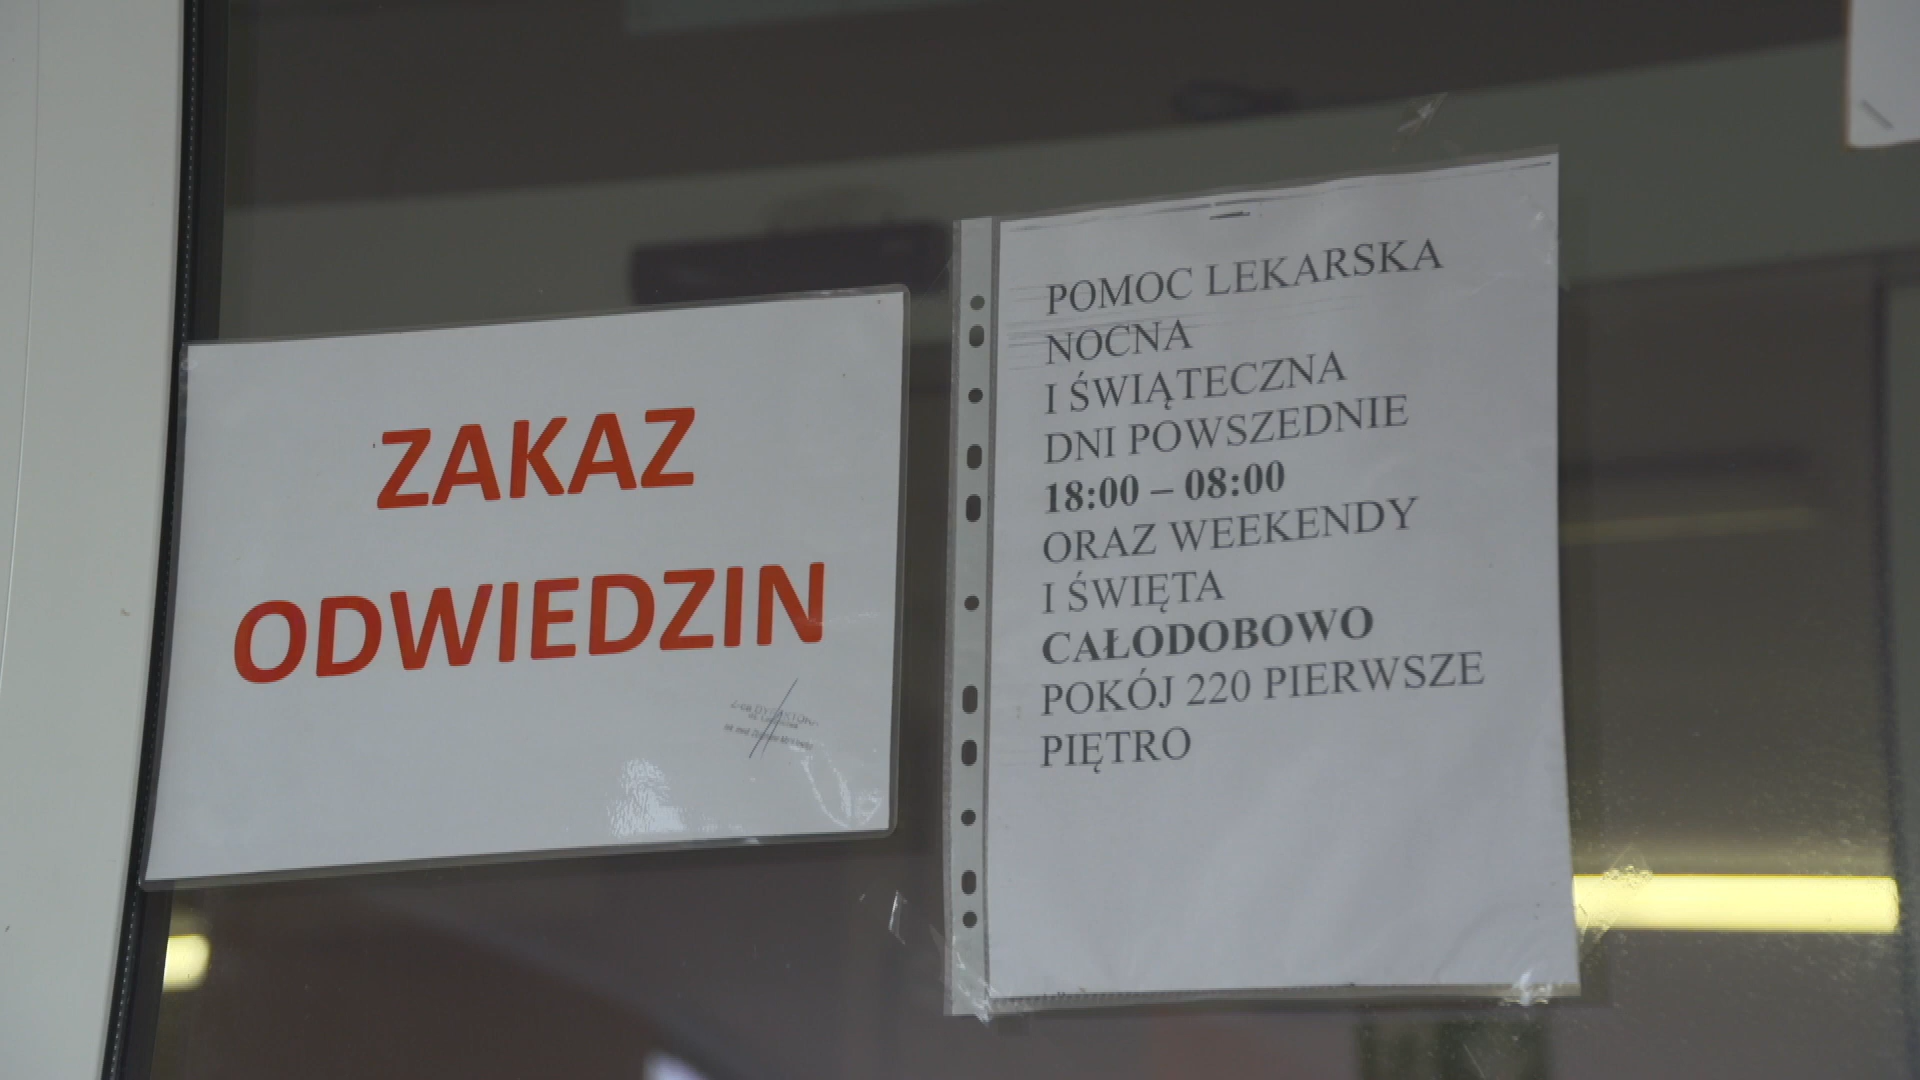 ZAKAZ
ODWIEDZIN
POMOC LEKARSKA
NOCNA
I ŚWIĄTECZNA
DNI POWSZEDNIE
18:00 – 08:00
ORAZ WEEKENDY
I ŚWIĘTA
CAŁODOBOWO
POKÓJ 220 PIERWSZE
PIĘTRO